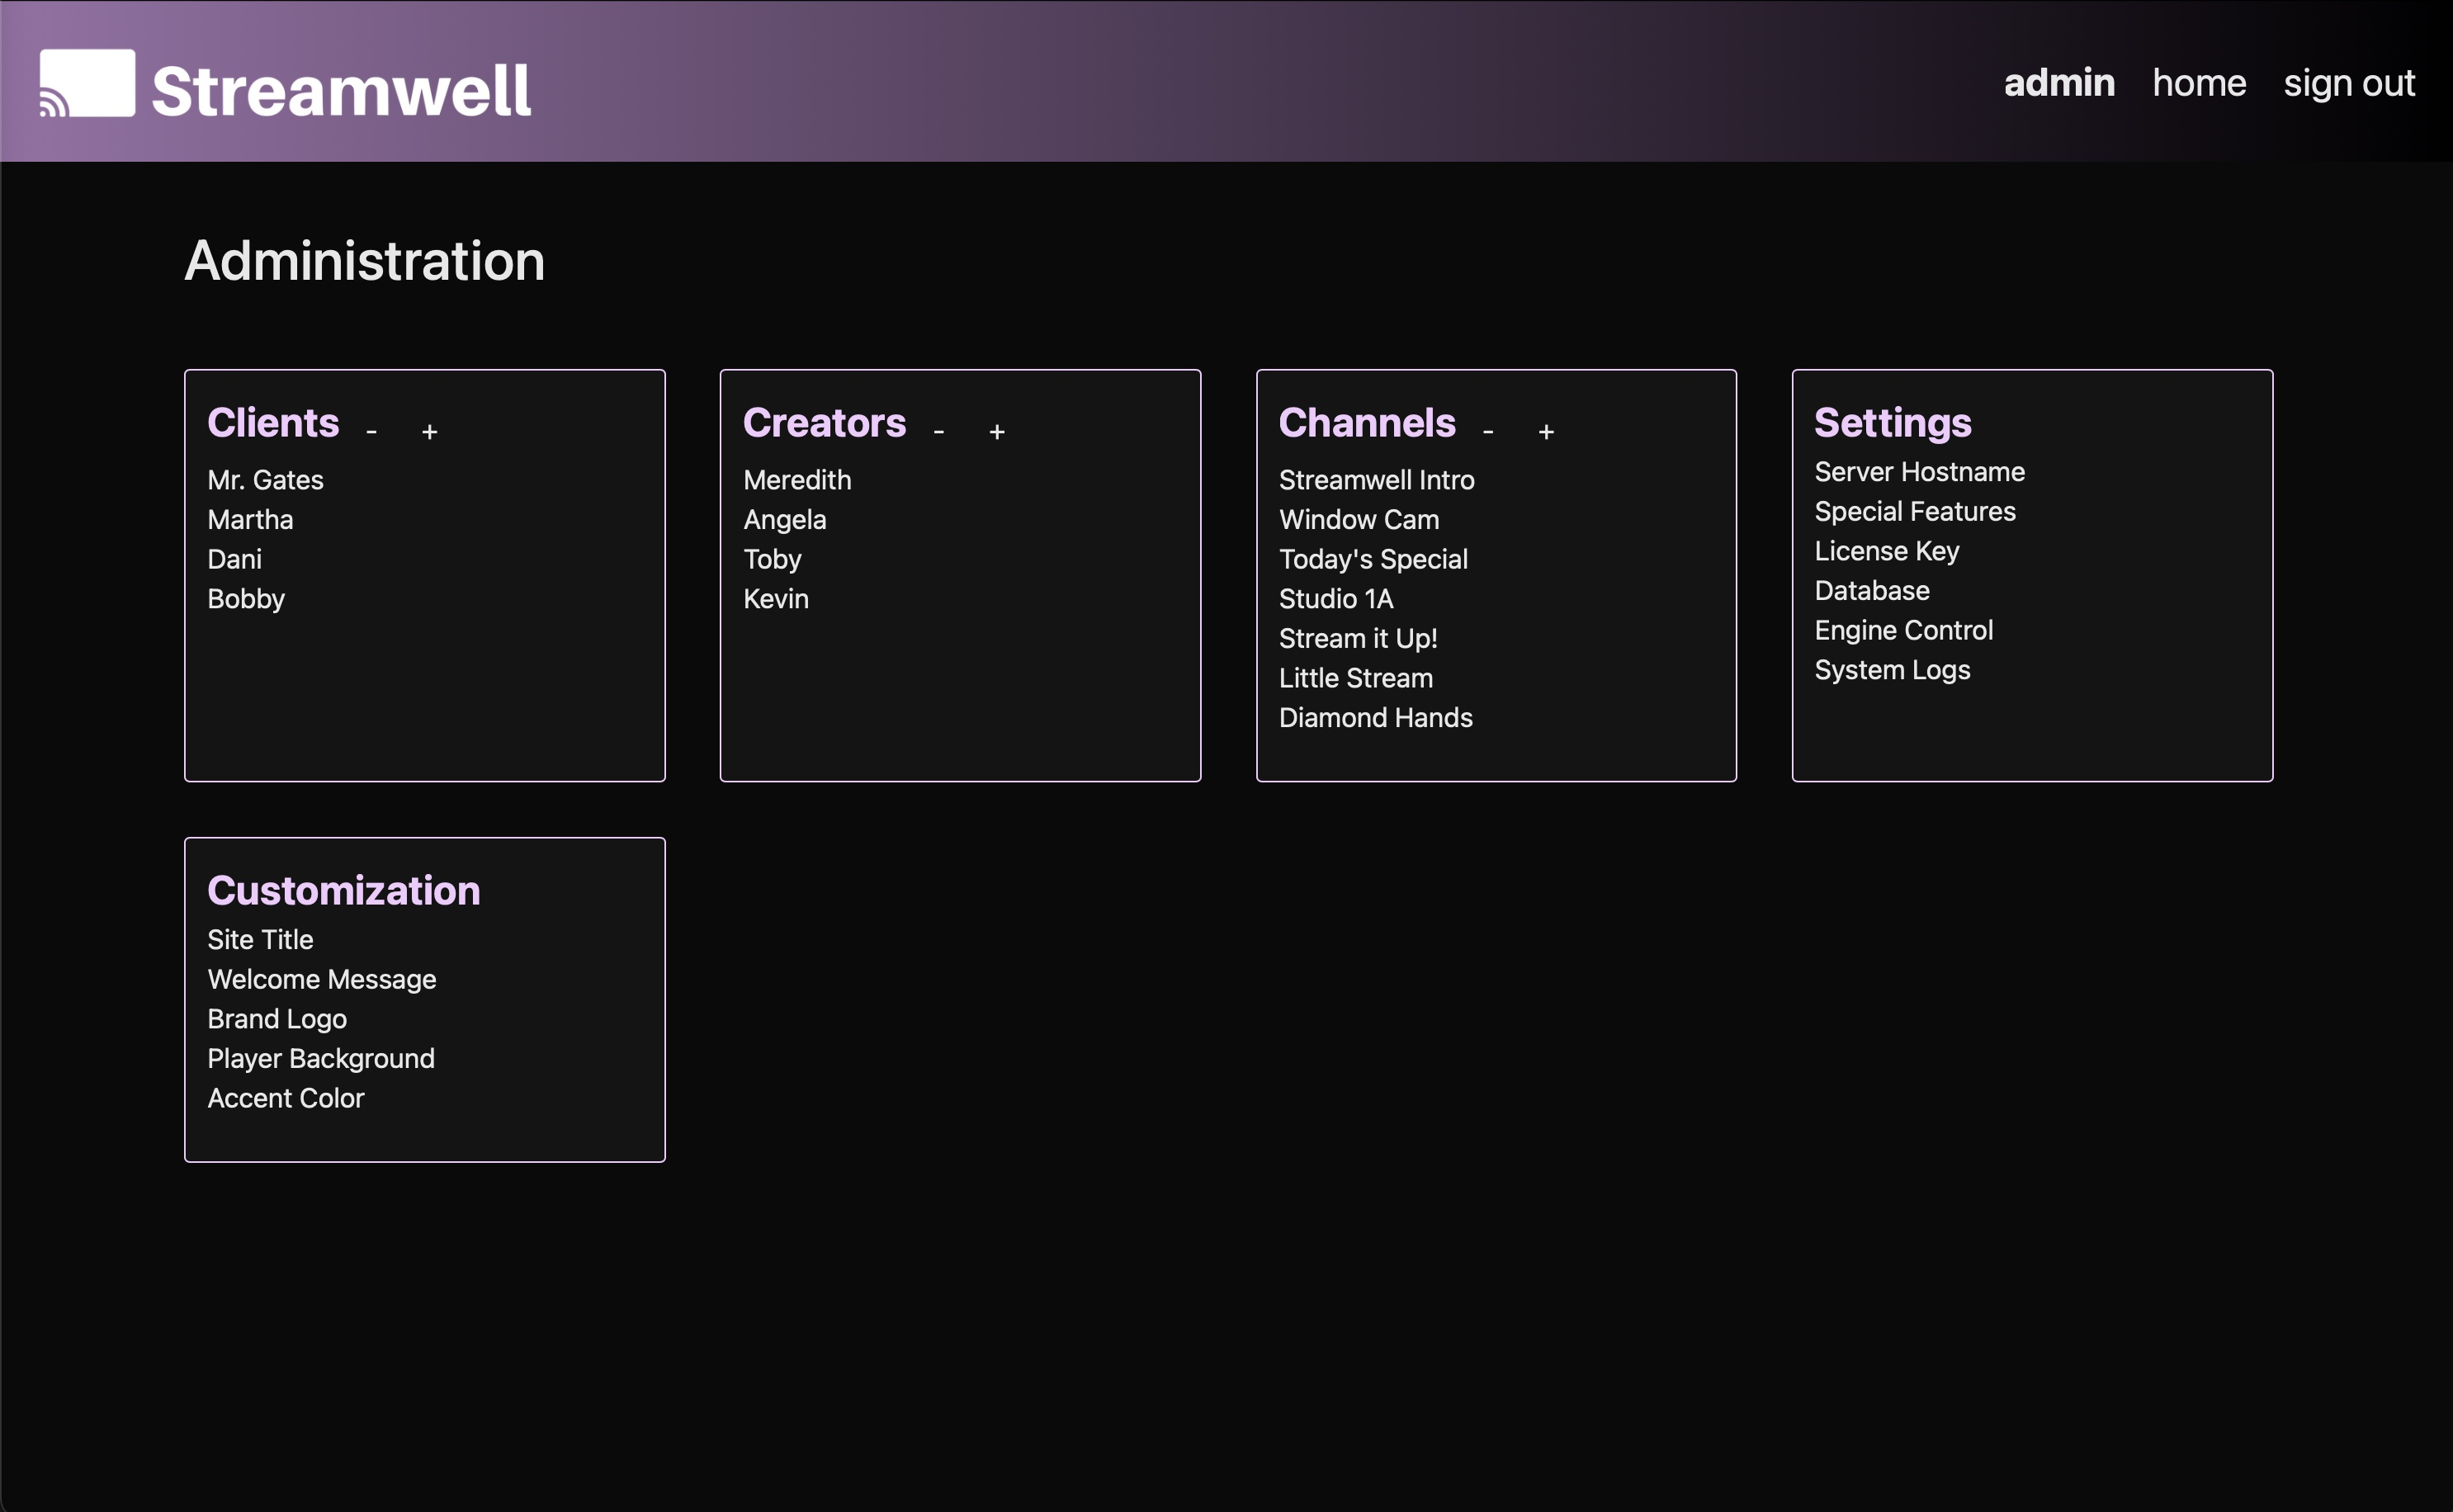 Streamwell
admin home sign out
Administration
Clients - +
Mr. Gates
Martha
Dani
Bobby
Creators - +
Meredith
Angela
Toby
Kevin
Channels - +
Streamwell Intro
Window Cam
Today's Special
Studio 1A
Stream it Up!
Little Stream
Diamond Hands
Settings
Server Hostname
Special Features
License Key
Database
Engine Control
System Logs
Customization
Site Title
Welcome Message
Brand Logo
Player Background
Accent Color